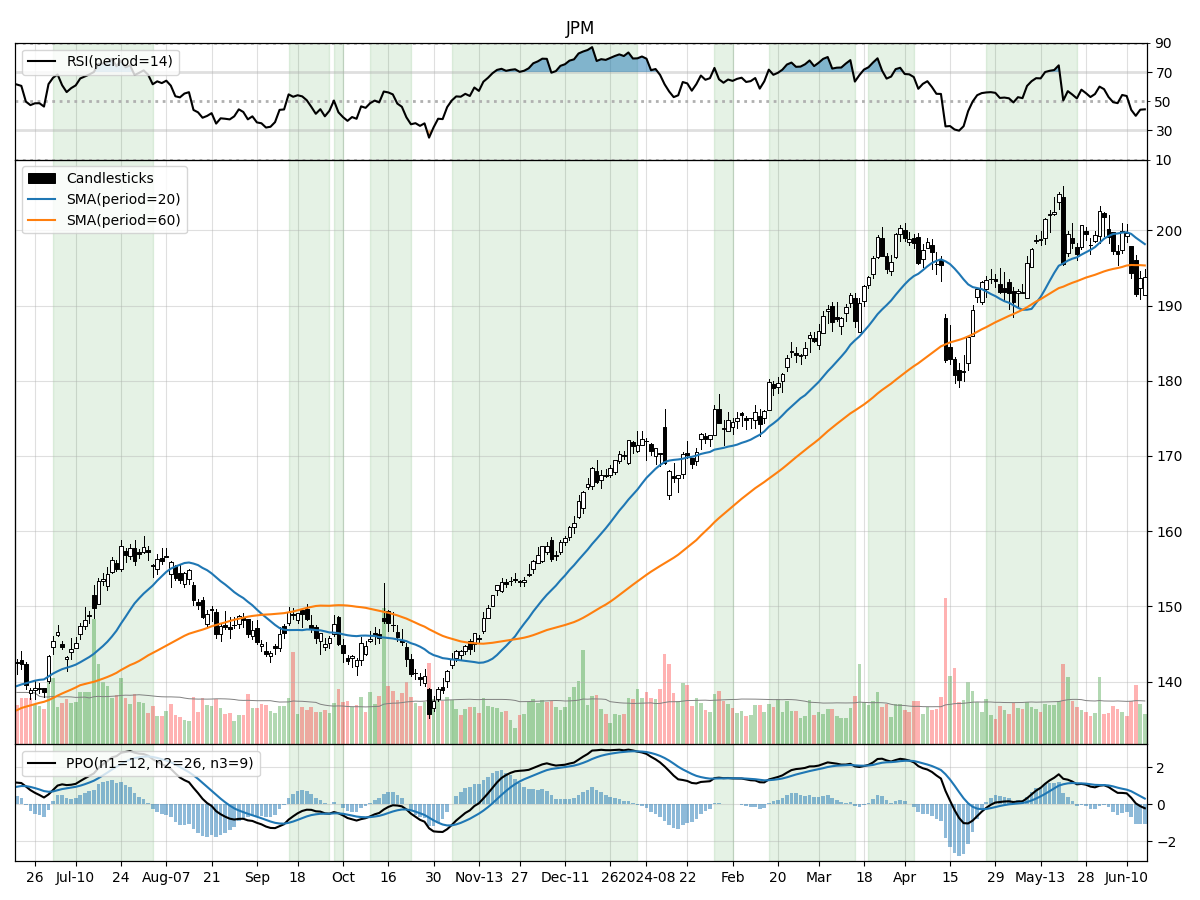 JPM
RSI(period=14)
90
70
50
30
10
Candlesticks
SMA(period=20)
SMA(period=60)
200
190
180
170
160
150
140
PPO(n1=12, n2=26, n3=9)
2
0
−2
26 Jul-10 24 Aug-07 21 Sep 18 Oct 16 30 Nov-13 27 Dec-11 26 2024-08 22 Feb 20 Mar 18 Apr 15 29 May-13 28 Jun-10